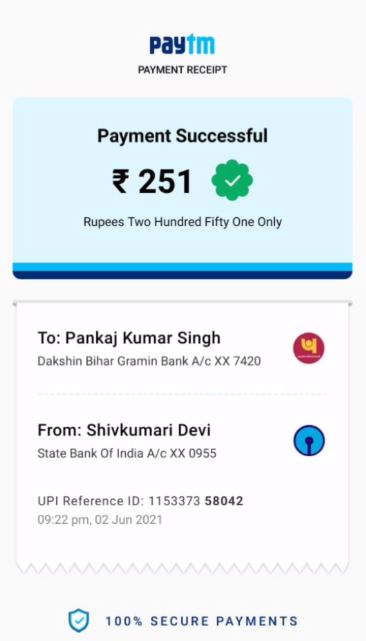 paytm
PAYMENT RECEIPT
Payment Successful
₹ 251
Rupees Two Hundred Fifty One Only
To: Pankaj Kumar Singh
Dakshin Bihar Gramin Bank A/c XX 7420
From: Shivkumari Devi
State Bank Of India A/c XX 0955
UPI Reference ID: 1153373 58042
09:22 pm, 02 Jun 2021
100% SECURE PAYMENTS